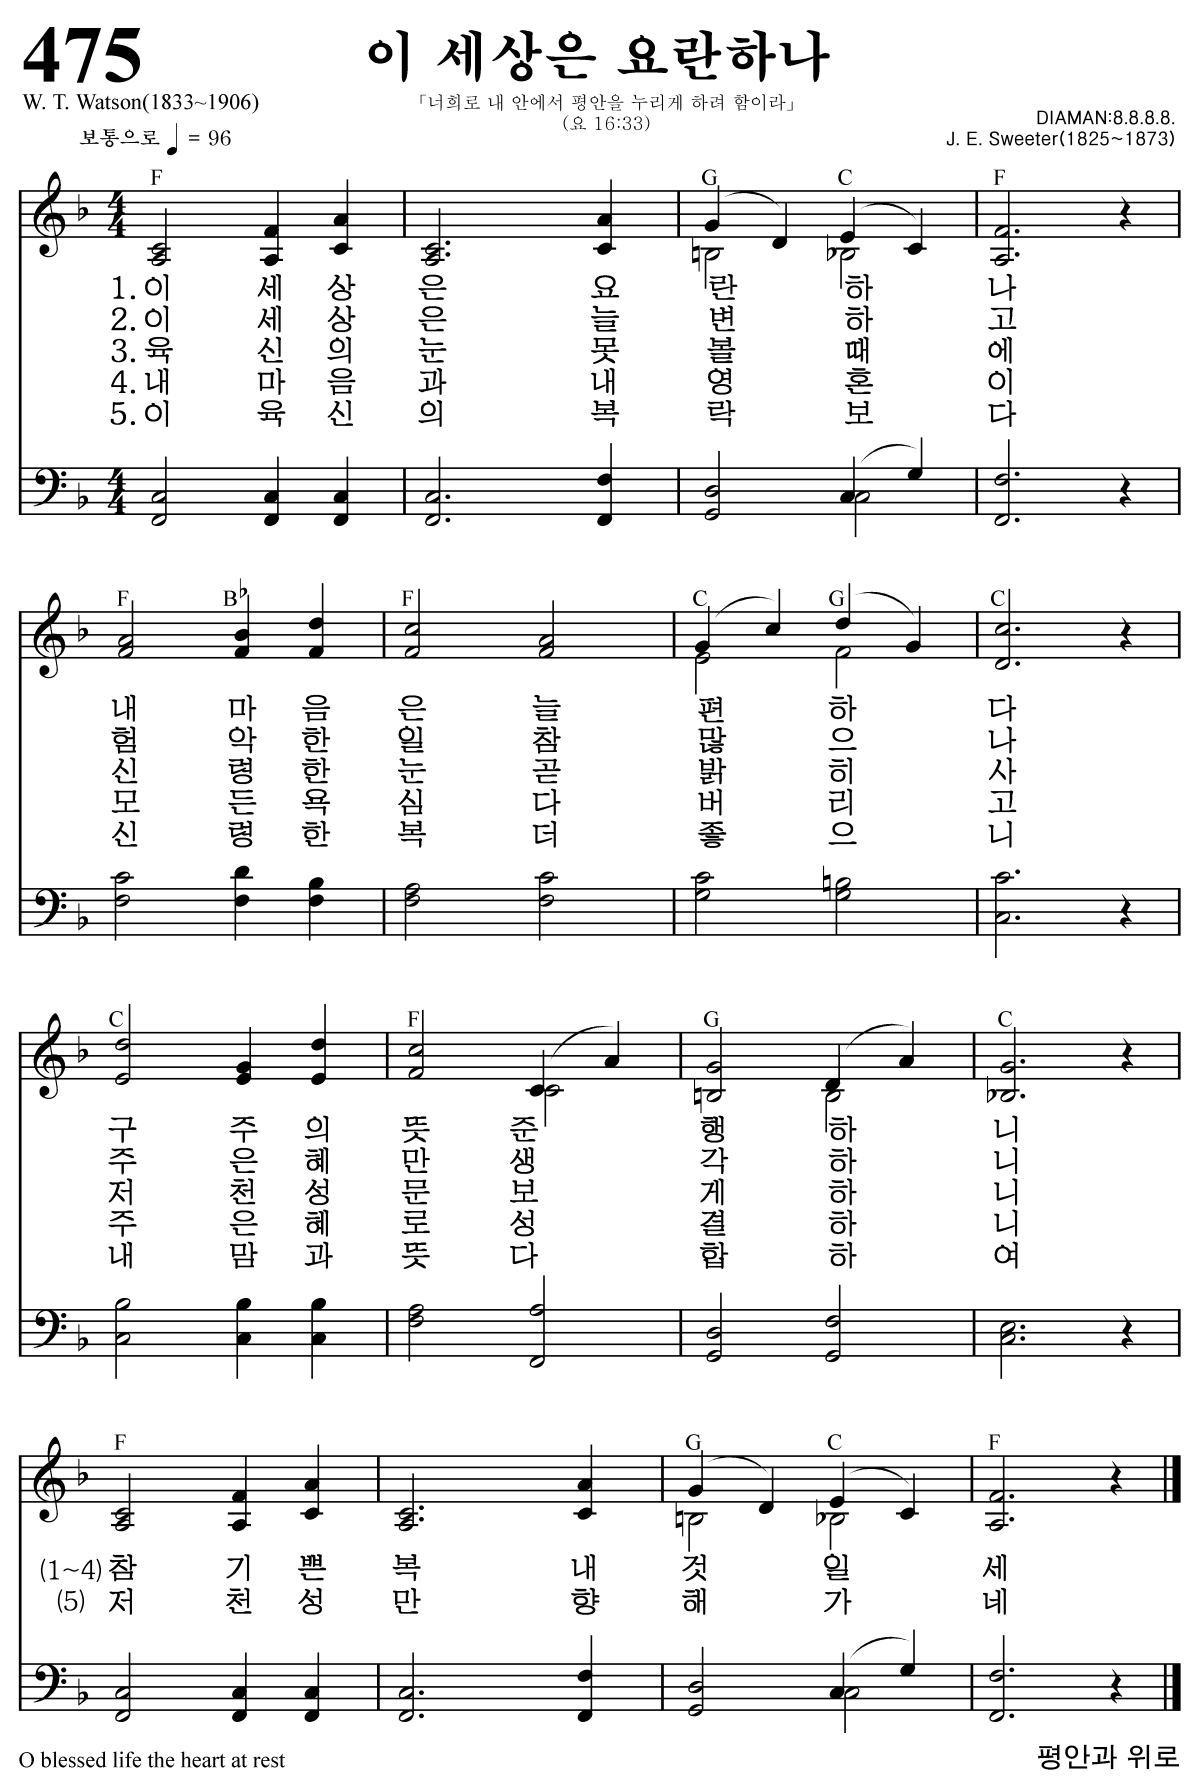 475
이 세상은 요란하나
W. T. Watson(1833~1906)
「너희로 내 안에서 평안을 누리게 하려 함이라」
(요 16:33)
DIAMAN:8.8.8.8.
보통으로 ♩ = 96
J. E. Sweeter(1825~1873)
F G C F
1. 이 세 상 은 요 란 하 나
2. 이 세 상 은 늘 변 하 고
3. 육 신 의 눈 못 볼 때 에
4. 내 마 음 과 내 영 혼 이
5. 이 육 신 의 복 락 보 다
F B♭ F C G C
내 마 음 은 늘 편 하 다
험 악 한 일 참 많 으 나
신 령 한 눈 곧 밝 히 사
모 든 욕 심 다 버 리 고
신 령 한 복 더 좋 으 니
C F G C
구 주 의 뜻 준 행 하 니
주 은 혜 만 생 각 하 니
저 천 성 문 보 게 하 니
주 은 혜 로 성 결 하 니
내 맘 과 뜻 다 합 하 여
F G C F
(1~4) 참 기 쁜 복 내 것 일 세
(5) 저 천 성 만 향 해 가 네
O blessed life the heart at rest
평안과 위로